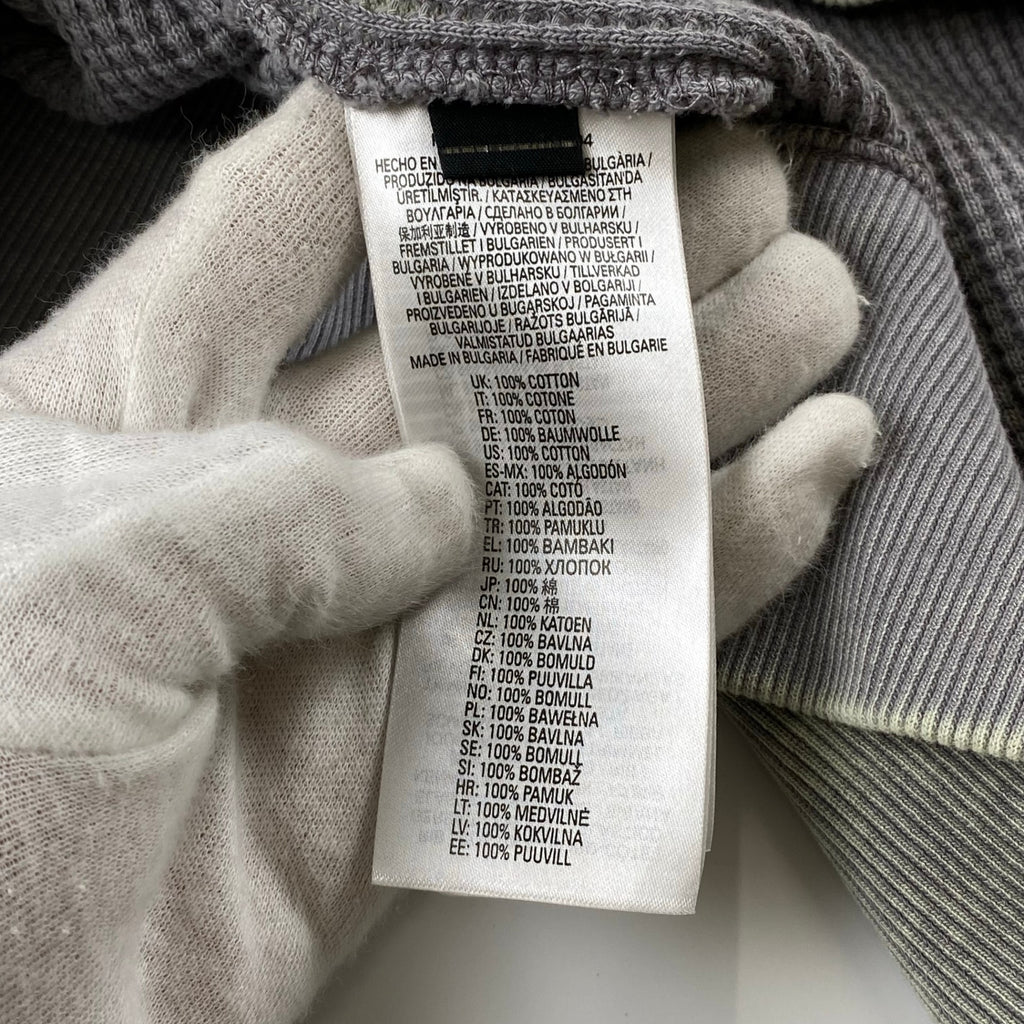 4
HECHO EN BULGÀRIA /
PRODUZIDO NA BULGÁRIA / BULGASİTAN'DA
ÜRETİLMİŞTİR. / ΚΑΤΑΣΚΕΥΑΣΜΕΝΟ ΣΤΗ
ΒΟΥΛΓΑΡΙΑ / СДЕЛАНО В БОЛГАРИИ /
保加利亚制造 / VYROBENO V BULHARSKU /
FREMSTILLET I BULGARIEN / PRODUSERT I
BULGARIA / WYPRODUKOWANO W BUŁGARII /
VYROBENÉ V BULHARSKU / TILLVERKAD
I BULGARIEN / IZDELANO V BOLGARIJI /
PROIZVEDENO U BUGARSKOJ / PAGAMINTA
BULGARIJOJE / RAŽOTS BULGĀRIJĀ /
VALMISTATUD BULGAARIAS
MADE IN BULGARIA / FABRIQUÉ EN BULGARIE
UK: 100% COTTON
IT: 100% COTONE
FR: 100% COTON
DE: 100% BAUMWOLLE
US: 100% COTTON
ES-MX: 100% ALGODÓN
CAT: 100% COTÓ
PT: 100% ALGODÃO
TR: 100% PAMUKLU
EL: 100% ΒΑΜΒΑΚΙ
RU: 100% ХЛОПОК
JP: 100% 綿
CN: 100% 棉
NL: 100% KATOEN
CZ: 100% BAVLNA
DK: 100% BOMULD
FI: 100% PUUVILLA
NO: 100% BOMULL
PL: 100% BAWEŁNA
SK: 100% BAVLNA
SE: 100% BOMULL
SI: 100% BOMBAŽ
HR: 100% PAMUK
LT: 100% MEDVILNĖ
LV: 100% KOKVILNA
EE: 100% PUUVILL